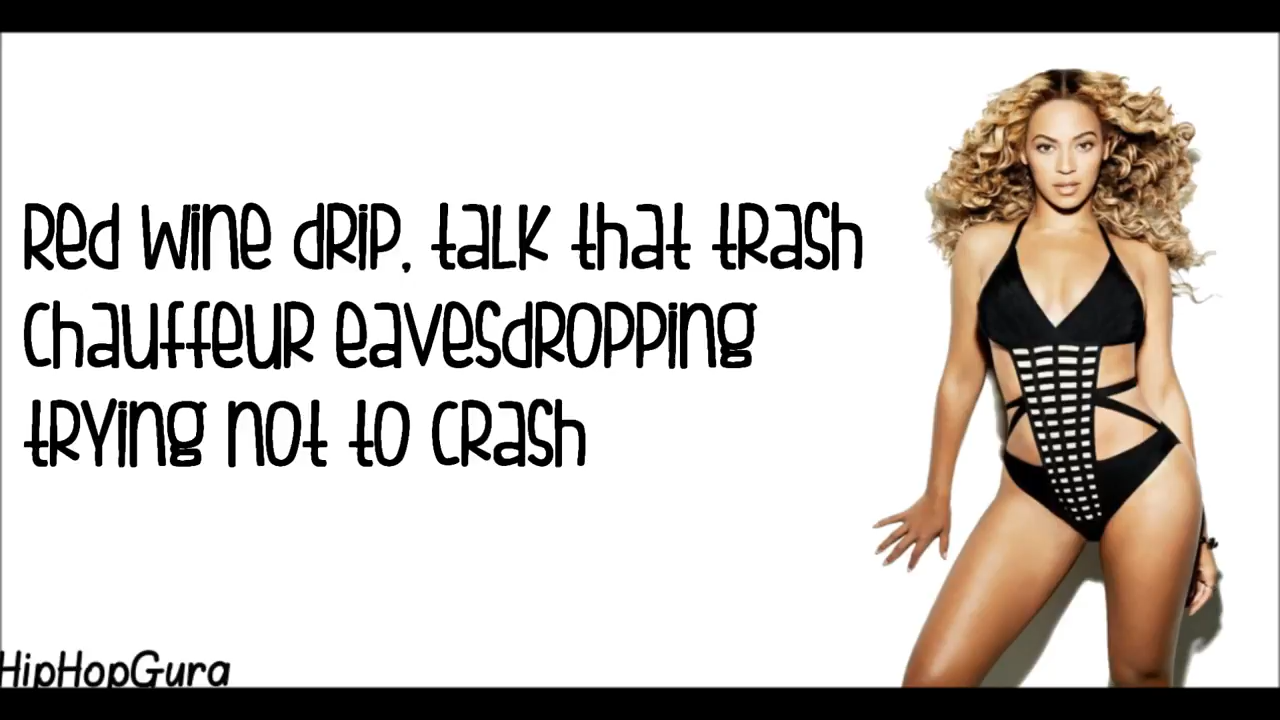 Red wine drip, talk that trash
Chauffeur eavesdropping
trying not to crash
HipHopGura